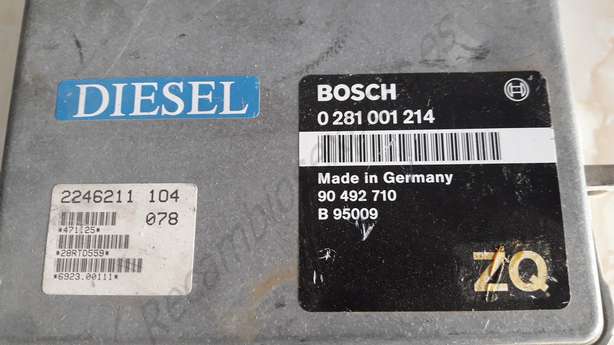 DIESEL
BOSCH
0 281 001 214
Made in Germany
90 492 710
B 95009
ZQ
2246211 104
078
*471125*
*28RTD559*
*6923.00111*